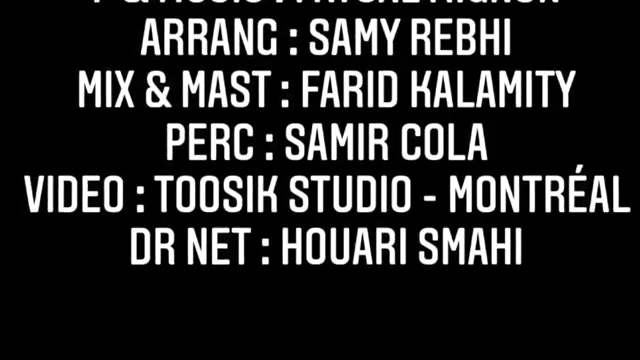 ARRANG : SAMY REBHI
MIX & MAST : FARID KALAMITY
PERC : SAMIR COLA
VIDEO : TOOSIK STUDIO - MONTRÉAL
DR NET : HOUARI SMAHI